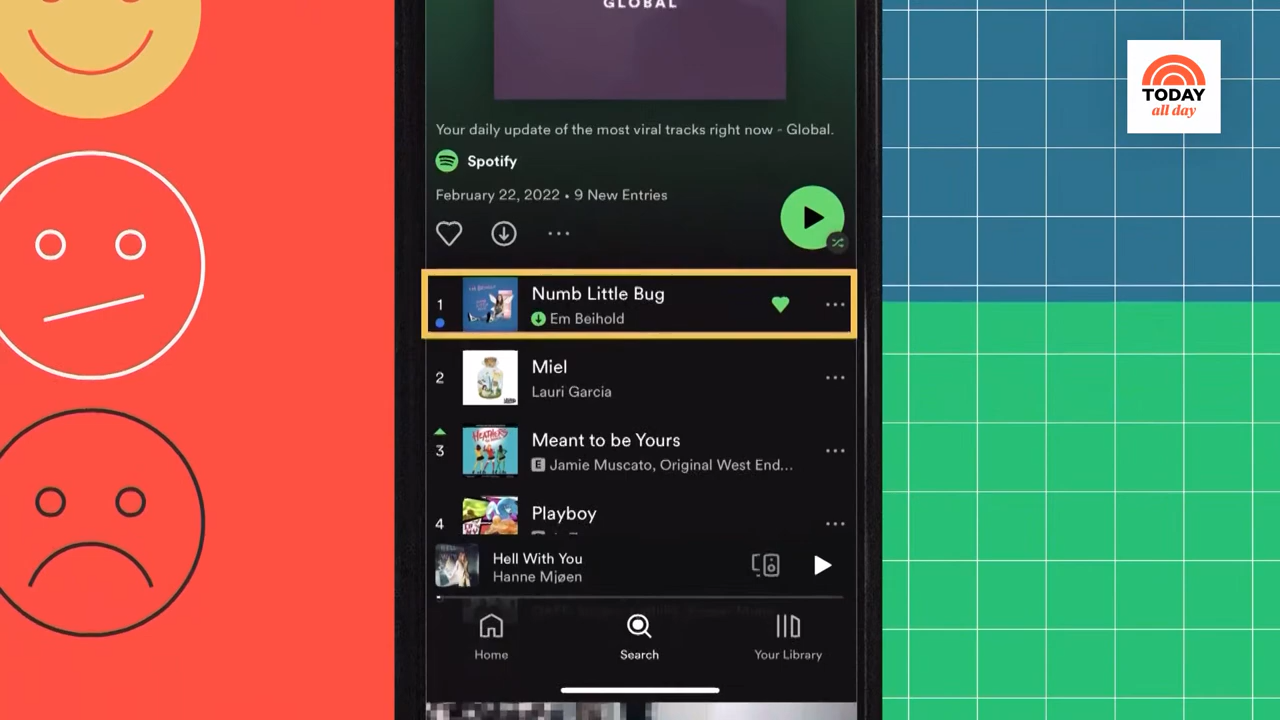 GLOBAL
TODAY
all day
Your daily update of the most viral tracks right now - Global.
Spotify
February 22, 2022 • 9 New Entries
1
Numb Little Bug
Em Beihold
2
Miel
Lauri Garcia
3
HEATHERS
Meant to be Yours
E Jamie Muscato, Original West End...
4
Playboy
Hell With You
Hanne Mjøen
Home
Search
Your Library